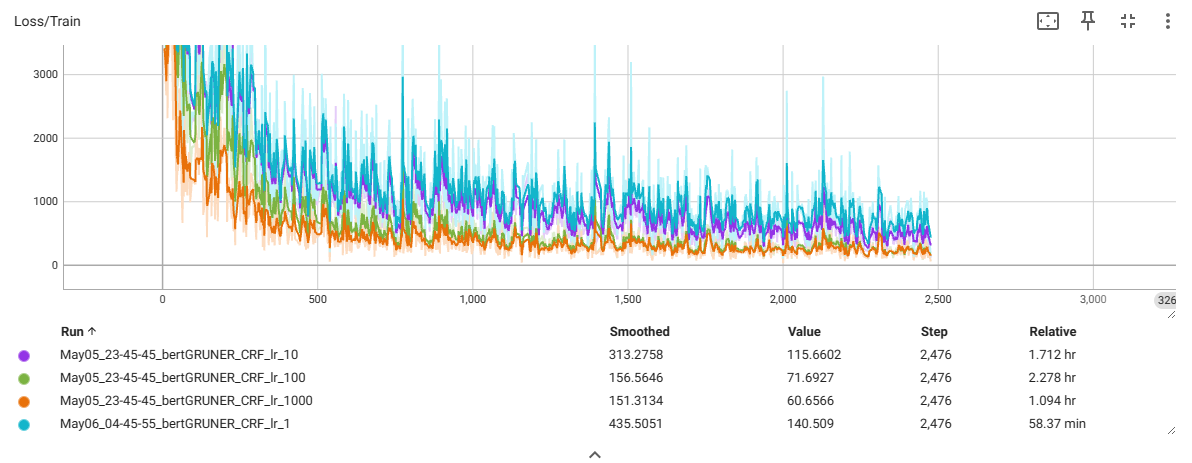 Loss/Train
3000
2000
1000
0
0 500 1,000 1,500 2,000 2,500 3,000 326
Run Smoothed Value Step Relative
May05_23-45-45_bertGRUNER_CRF_lr_10 313.2758 115.6602 2,476 1.712 hr
May05_23-45-45_bertGRUNER_CRF_lr_100 156.5646 71.6927 2,476 2.278 hr
May05_23-45-45_bertGRUNER_CRF_lr_1000 151.3134 60.6566 2,476 1.094 hr
May06_04-45-55_bertGRUNER_CRF_lr_1 435.5051 140.509 2,476 58.37 min